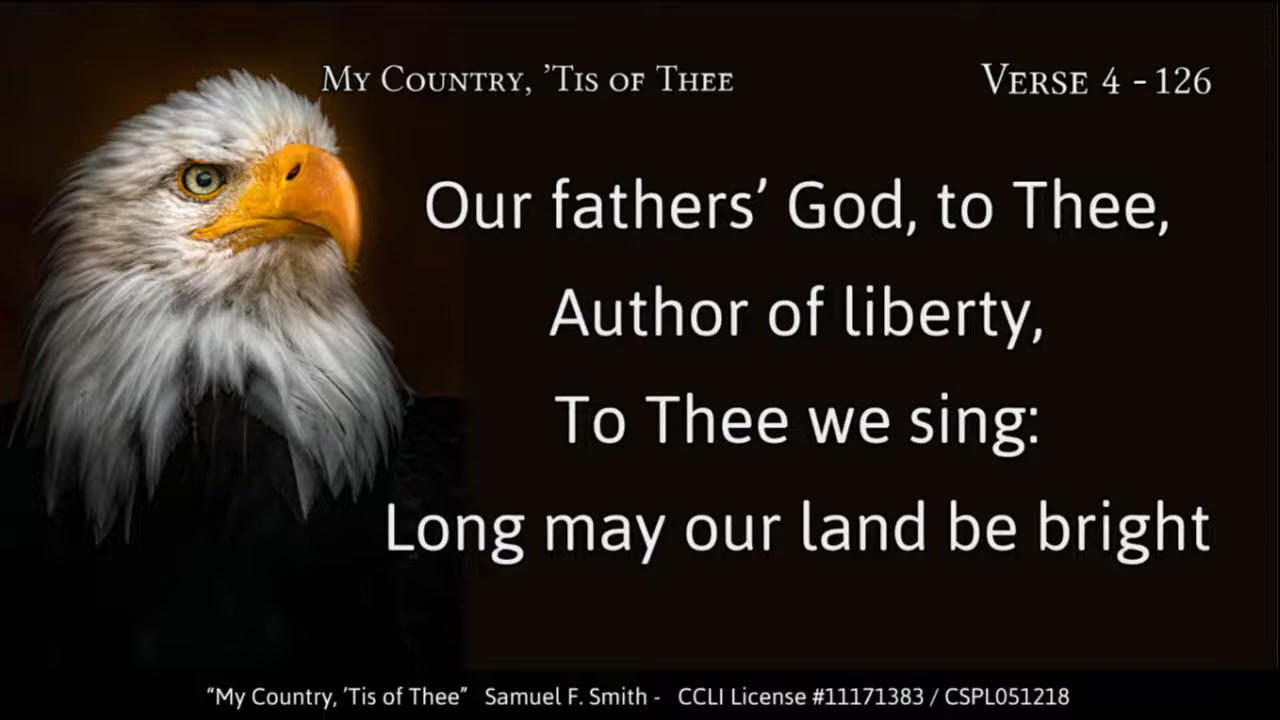 My Country, ’Tis of Thee
Verse 4 - 126
Our fathers’ God, to Thee,
Author of liberty,
To Thee we sing:
Long may our land be bright
“My Country, ’Tis of Thee” Samuel F. Smith - CCLI License #11171383 / CSPL051218